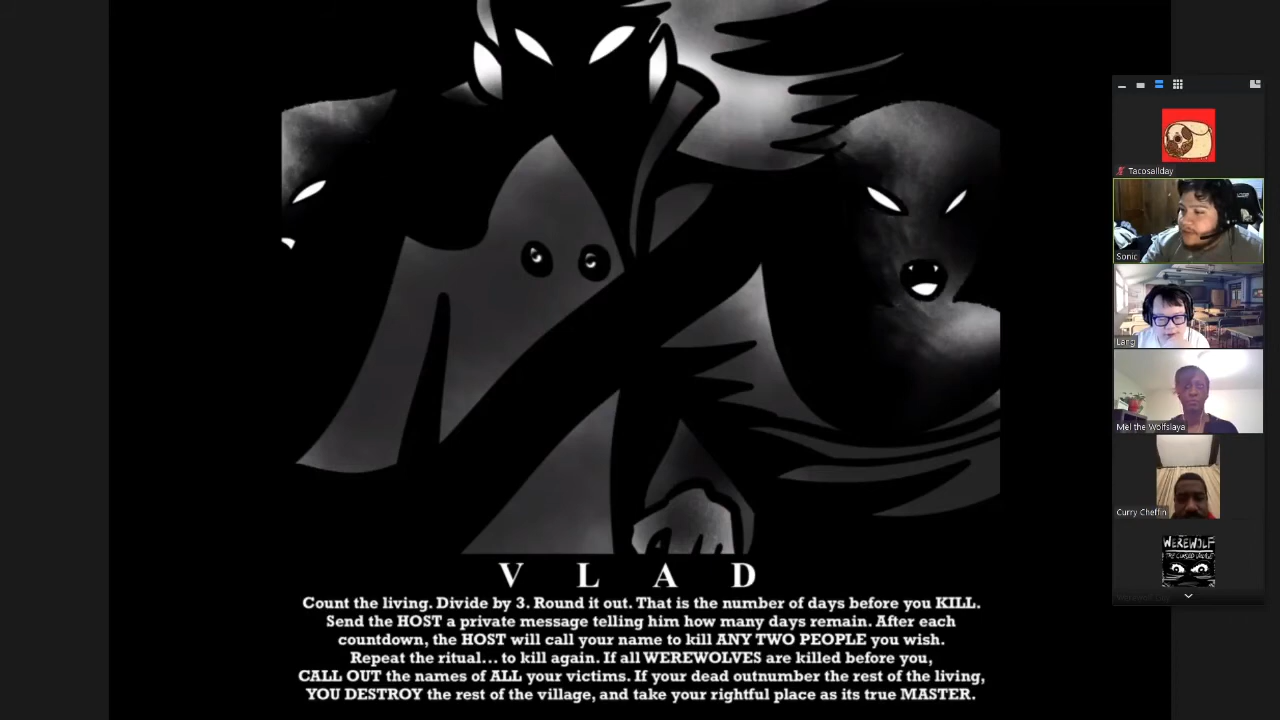 Tacosallday
Sonic
Lang
Mel the Wolfslaya
Curry Cheffin
WEREWOLF
V L A D
Count the living. Divide by 3. Round it out. That is the number of days before you KILL.
Send the HOST a private message telling him how many days remain. After each
countdown, the HOST will call your name to kill ANY TWO PEOPLE you wish.
Repeat the ritual... to kill again. If all WEREWOLVES are killed before you,
CALL OUT the names of ALL your victims. If your dead outnumber the rest of the living,
YOU DESTROY the rest of the village, and take your rightful place as its true MASTER.